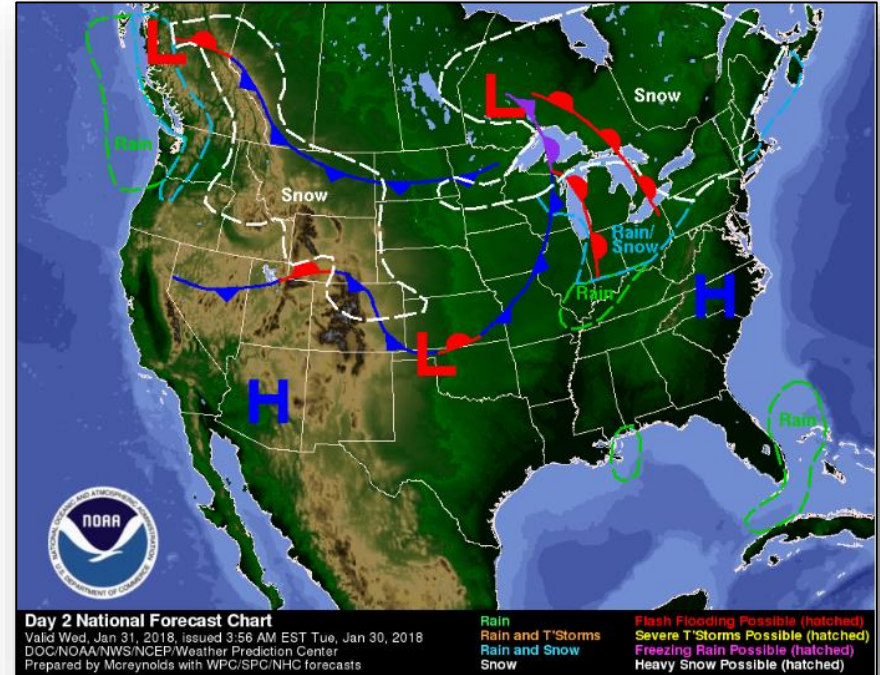 L
L
Snow
Rain
Snow
Rain/
Snow
Rain
H
L
H
Rain
NATIONAL OCEANIC AND ATMOSPHERIC ADMINISTRATION
NOAA
U.S. DEPARTMENT OF COMMERCE
Day 2 National Forecast Chart
Valid Wed, Jan 31, 2018, issued 3:56 AM EST Tue, Jan 30, 2018
DOC/NOAA/NWS/NCEP/Weather Prediction Center
Prepared by Mcreynolds with WPC/SPC/NHC forecasts
Rain
Rain and T'Storms
Rain and Snow
Snow
Flash Flooding Possible (hatched)
Severe T'Storms Possible (hatched)
Freezing Rain Possible (hatched)
Heavy Snow Possible (hatched)